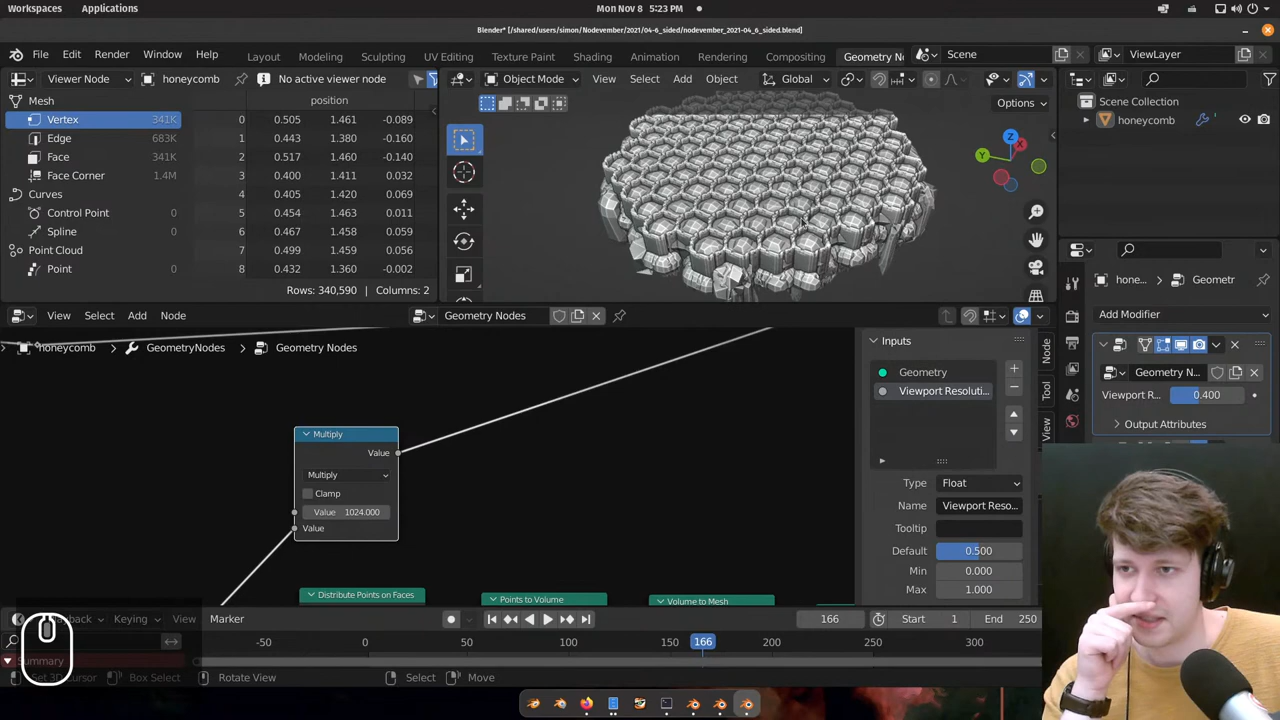 Workspaces Applications Mon Nov 8 5:23 PM
Blender* [/shared/users/simon/Nodevember/2021/04-6_sided/nodevember_2021-04_6_sided.blend]
File Edit Render Window Help Layout Modeling Sculpting UV Editing Texture Paint Shading Animation Rendering Compositing Geometry No Scene ViewLayer
Viewer Node honeycomb No active viewer node Object Mode View Select Add Object Global
Mesh position Options Scene Collection
Vertex 341K 0 0.505 1.461 -0.089 honeycomb
Edge 683K 1 0.443 1.380 -0.160
Face 341K 2 0.517 1.460 -0.140
Face Corner 1.4M 3 0.400 1.411 0.032
Curves 4 0.405 1.420 0.069
Control Point 0 5 0.454 1.463 0.011
Spline 0 6 0.467 1.458 0.059
Point Cloud 7 0.499 1.459 0.056
Point 0 8 0.432 1.360 -0.002
Rows: 340,590 | Columns: 2
X Y Z
hone... Geometr
View Select Add Node Geometry Nodes Add Modifier
honeycomb GeometryNodes Geometry Nodes Inputs
Geometry Geometry N...
Viewport Resoluti... Viewport R... 0.400
Output Attributes
Multiply
Value
Multiply
Clamp
Value 1024.000
Value
Type Float
Name Viewport Reso...
Tooltip
Default 0.500
Min 0.000
Max 1.000
Node Tool View
Distribute Points on Faces Points to Volume Volume to Mesh
yback Keying View Marker 166 Start 1 End 250
-50 0 50 100 150 166 200 250 300
Summary
Set 3D Cursor Box Select Rotate View Select Move